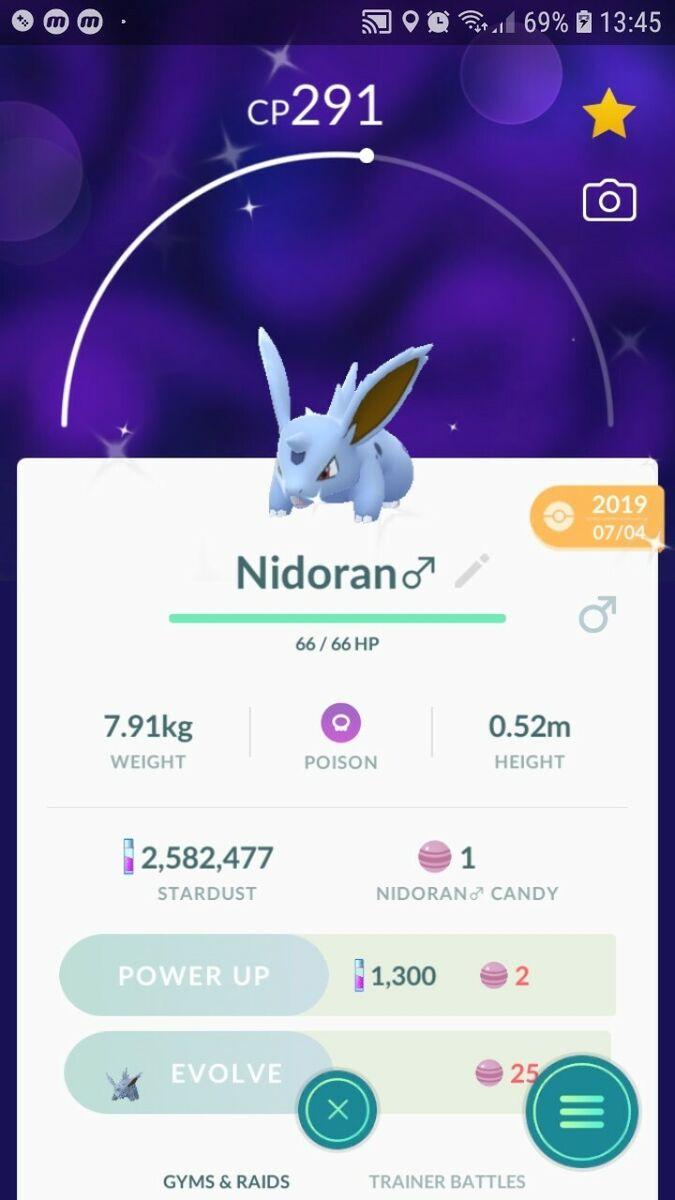 69% 13:45
CP291
2019
07/04
Nidoran♂
66 / 66 HP
7.91kg
WEIGHT
POISON
0.52m
HEIGHT
2,582,477
STARDUST
1
NIDORAN♂ CANDY
POWER UP 1,300 2
EVOLVE 25
GYMS & RAIDS TRAINER BATTLES